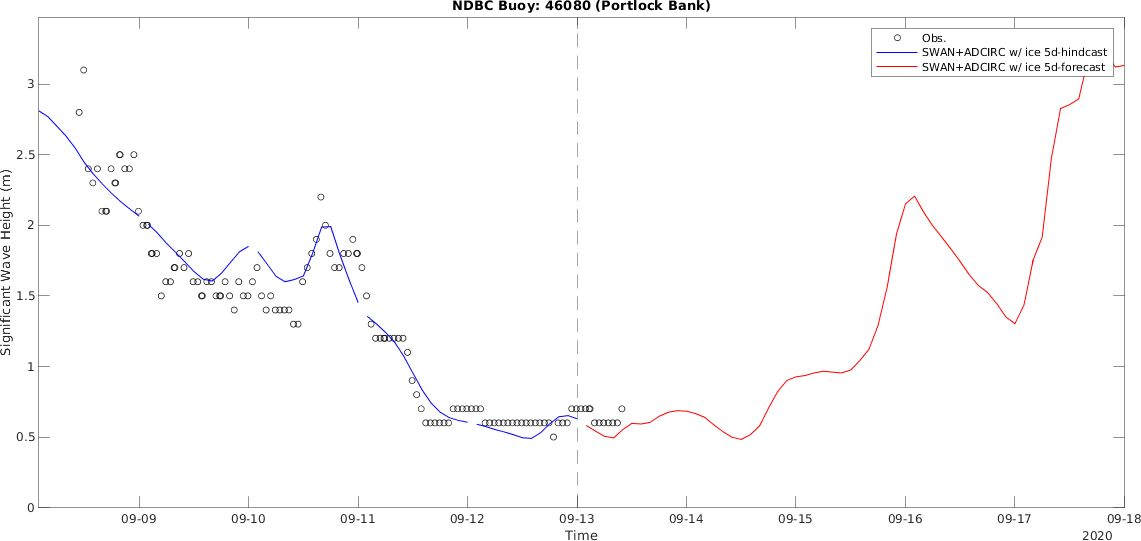 NDBC Buoy: 46080 (Portlock Bank)
Obs.
SWAN+ADCIRC w/ ice 5d-hindcast
SWAN+ADCIRC w/ ice 5d-forecast
Significant Wave Height (m)
3
2.5
2
1.5
1
0.5
0
09-09 09-10 09-11 09-12 09-13 09-14 09-15 09-16 09-17 09-18
Time
2020